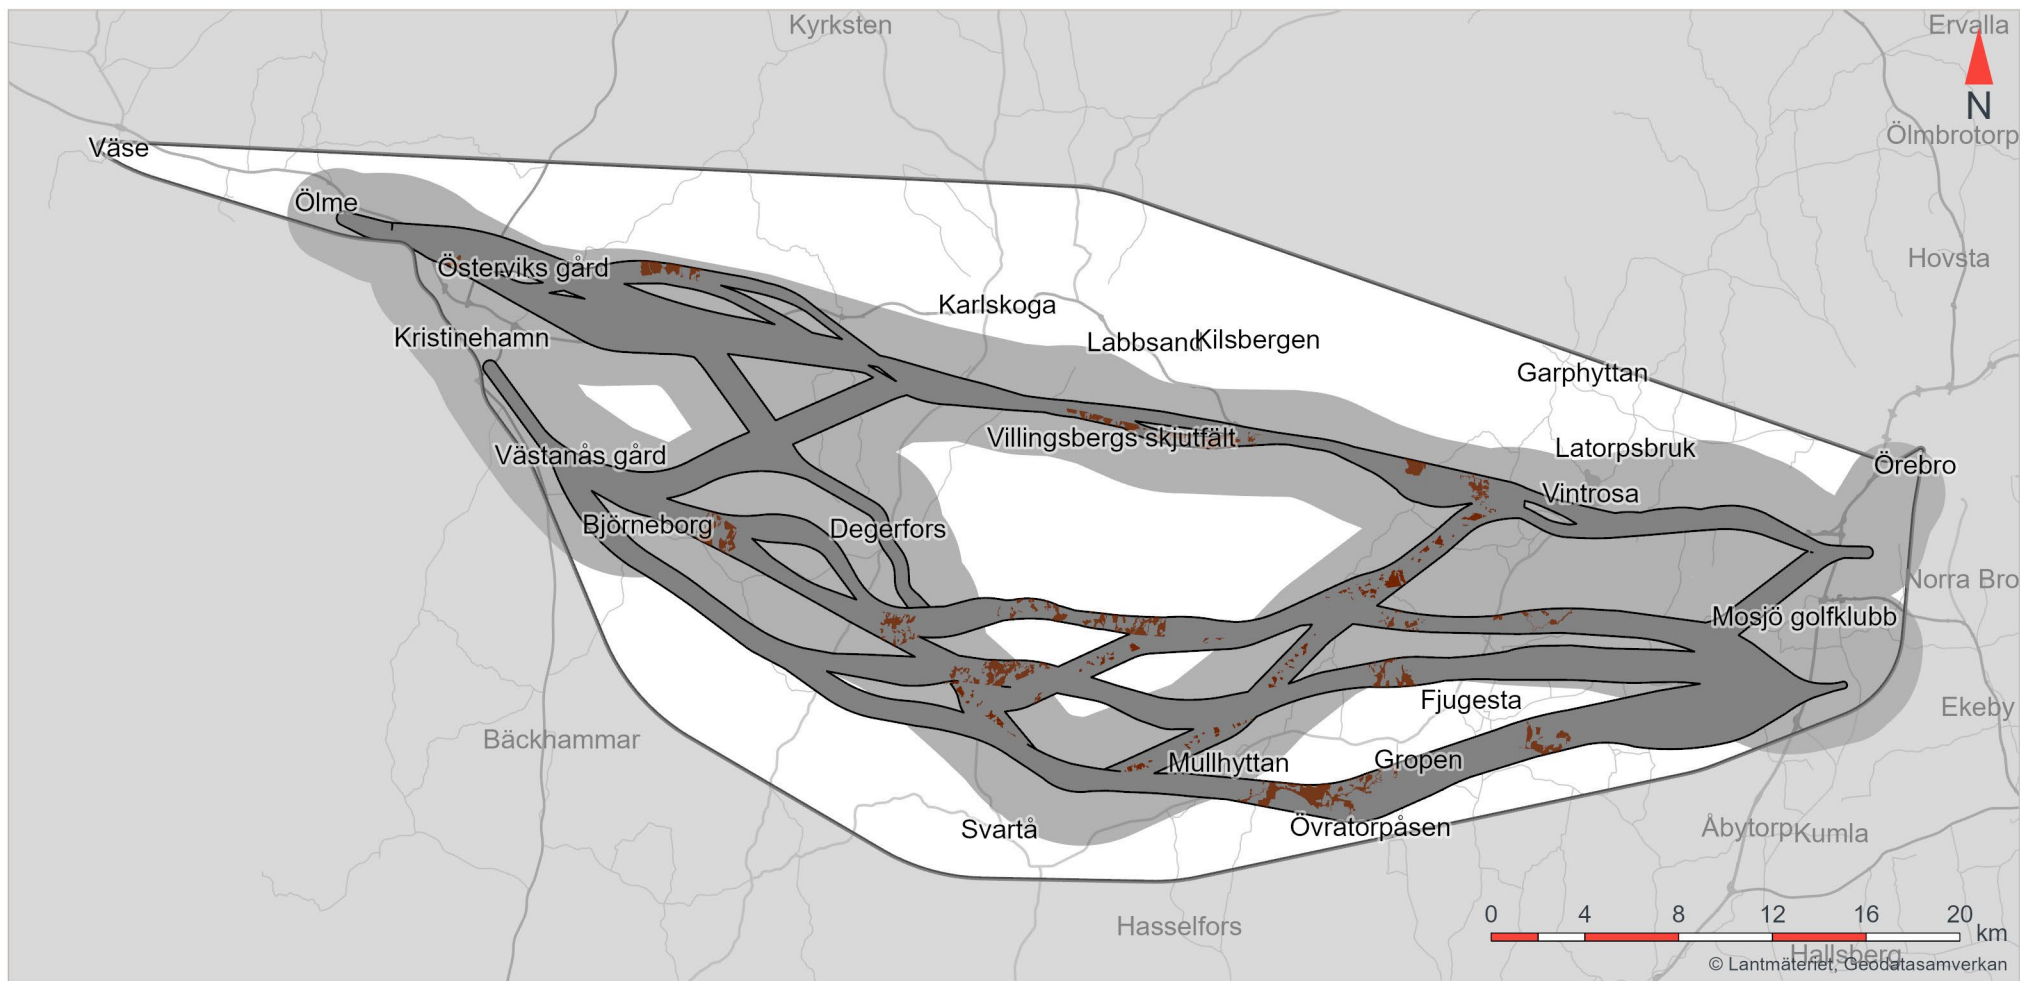 Kyrksten
Ervalla
N
Ölmbrotorp
Väse
Ölme
Hovsta
Österviks gård
Karlskoga
Kristinehamn
Labbsand
Kilsbergen
Garphyttan
Västanås gård
Villingsbergs skjutfält
Latorpsbruk
Örebro
Vintrosa
Björneborg
Degerfors
Norra Bro
Mosjö golfklubb
Fjugesta
Ekeby
Bäckhammar
Mullhyttan
Gropen
Svartå
Övratorpåsen
Åbytorp
Kumla
Hasselfors
0 4 8 12 16 20
km
Hallsberg
© Lantmäteriet, Geodatasamverkan